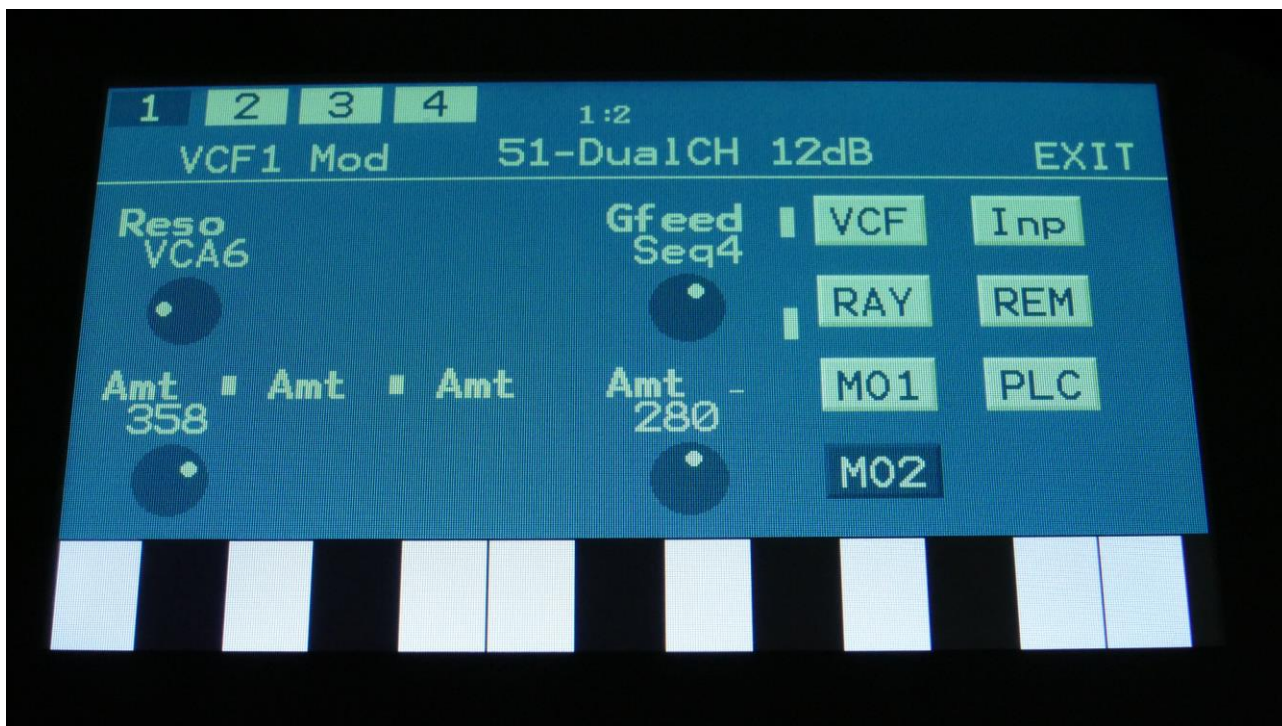 1 2 3 4 1:2
VCF1 Mod 51-DualCH 12dB EXIT
Reso Gfeed VCF Inp
VCA6 Seq4
RAY REM
Amt Amt Amt Amt MO1 PLC
358 280
MO2